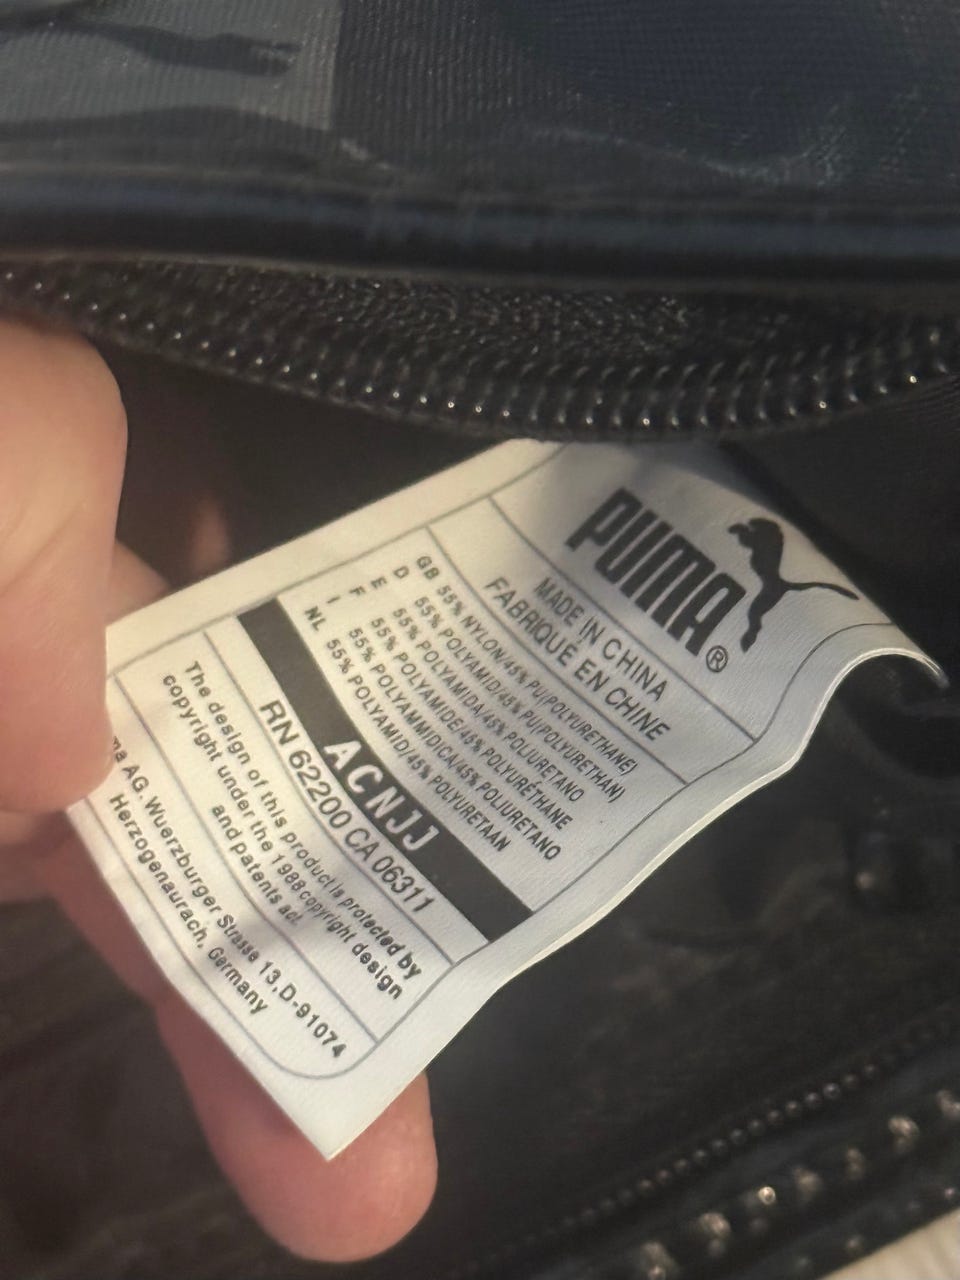 PUMA®
MADE IN CHINA
FABRIQUÉ EN CHINE
GB 55% NYLON/45% PU(POLYURETHANE)
D 55% POLYAMID/45% PU(POLYURETHAN)
E 55% POLYAMIDA/45% POLIURETANO
F 55% POLYAMIDE/45% POLYURÉTHANE
I 55% POLYAMMIDICA/45% POLIURETANO
NL 55% POLYAMID/45% POLYURETAAN
ACNJJ
RN 62200 CA 06311
The design of this product is protected by
copyright under the 1988 copyright design
and patents act.
AG. Wuerzburger Strasse 13, D-91074
Herzogenaurach, Germany